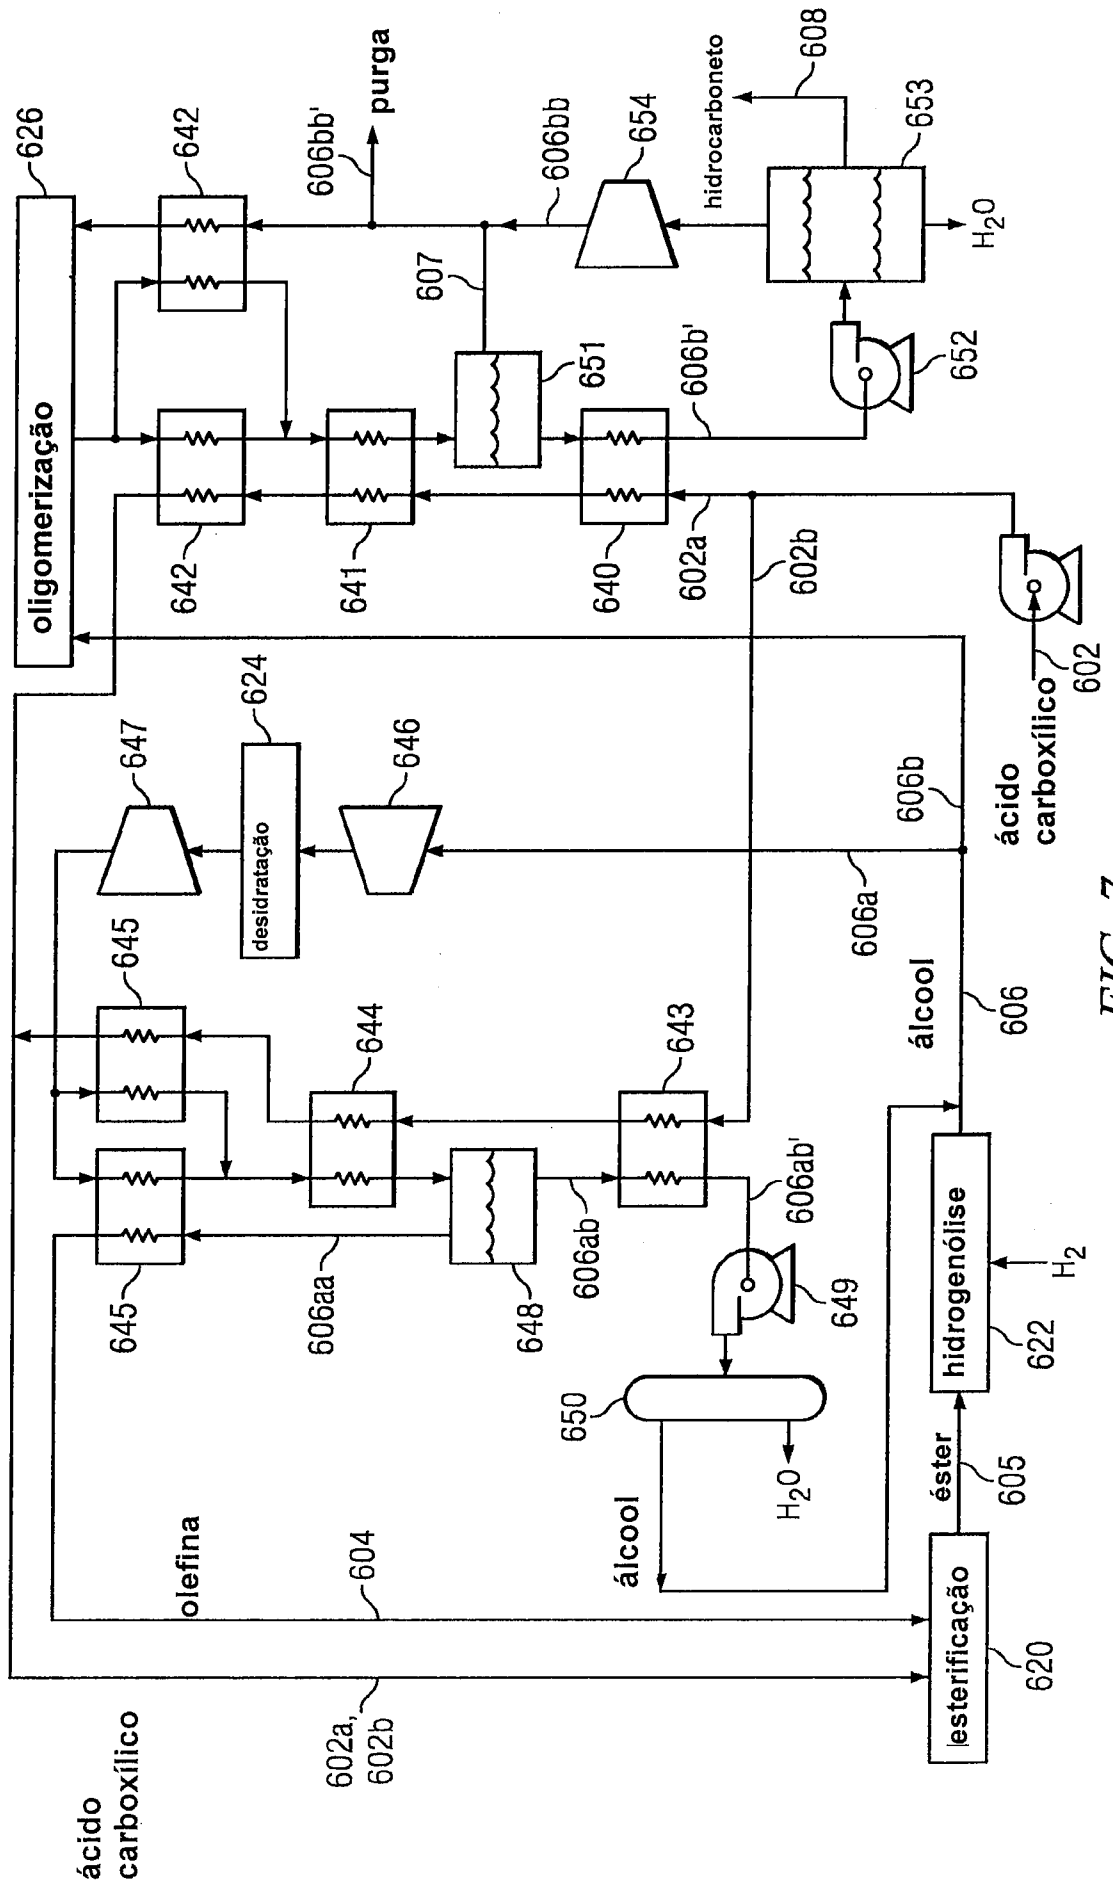 ácido
carboxílico
olefina
604
602a,
602b
645
645
647
624
desidratação
646
606aa
644
648
606ab
643
606ab'
649
650
H2O
álcool
oligomerização
626
642
642
641
640
602a
602b
651
607
606b'
606bb'
purga
606bb
654
hidrocarboneto
608
653
H2O
652
esterificação
620
éster
605
hidrogenólise
622
H2
álcool
606
606a
606b
ácido
carboxílico
602
FIG. 7